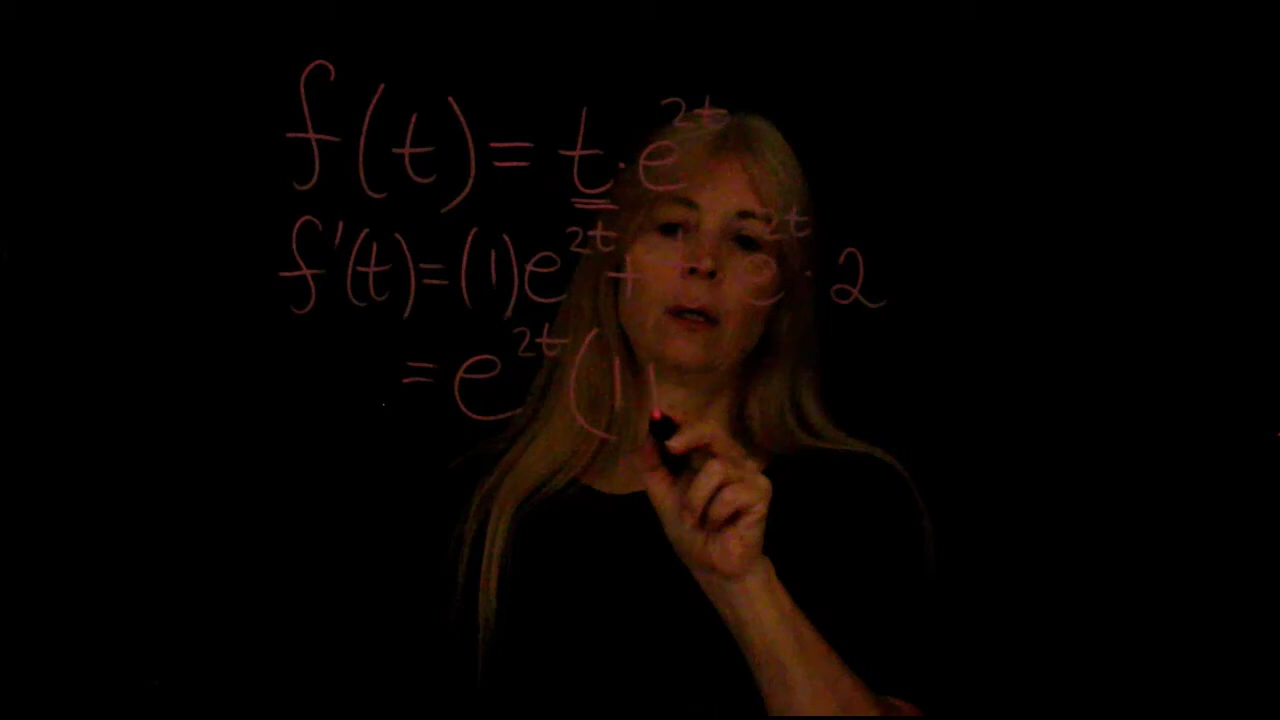 f(t) = t · e^{2t}
f'(t) = (1)e^{2t} + t · e^{2t} · 2
= e^{2t} (1